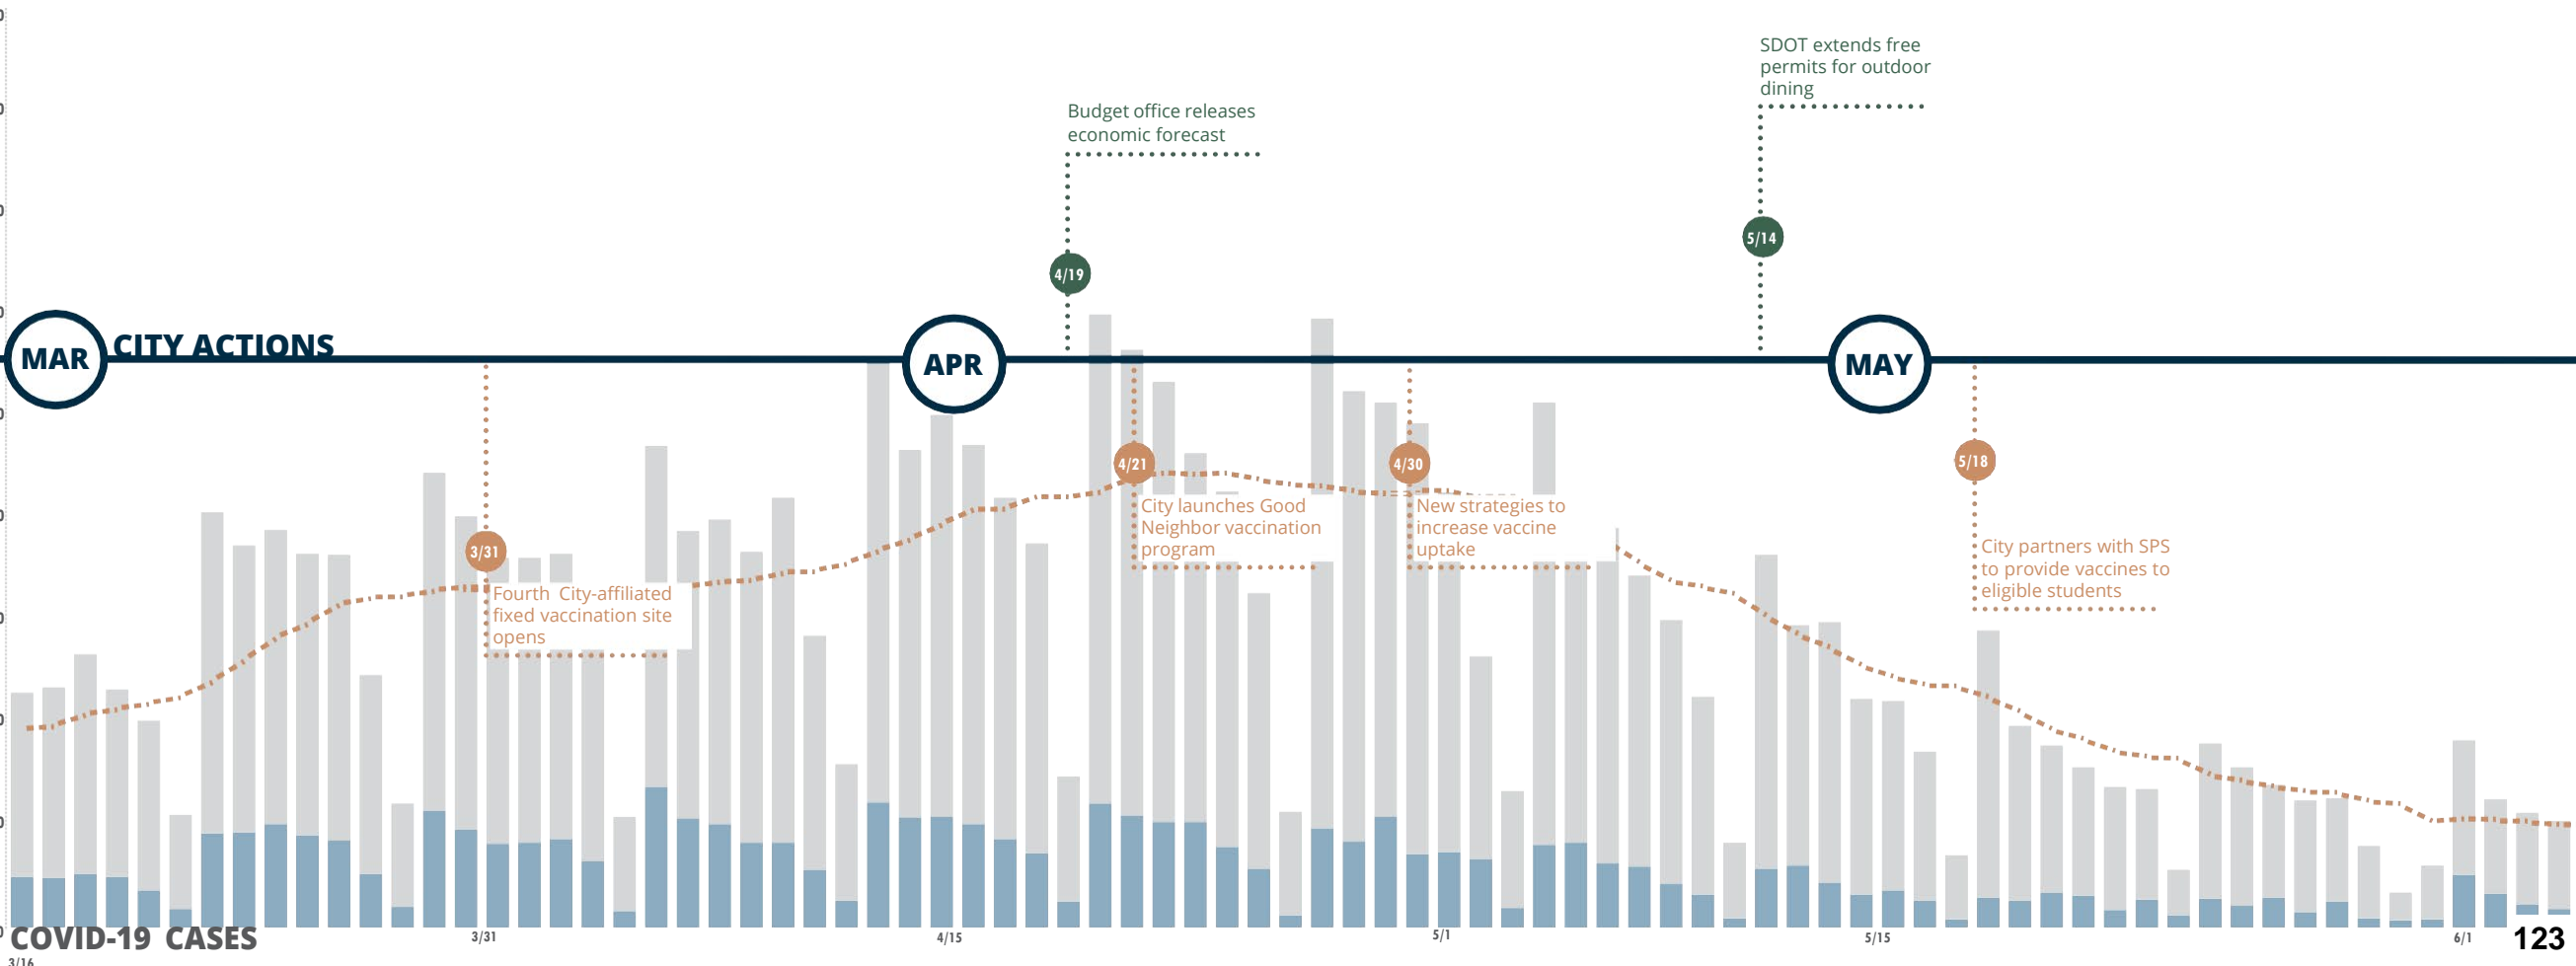 SDOT extends free
permits for outdoor
dining
Budget office releases
economic forecast
5/14
4/19
MAR
CITY ACTIONS
APR
MAY
4/21
4/30
5/18
City launches Good
Neighbor vaccination
program
New strategies to
increase vaccine
uptake
3/31
City partners with SPS
to provide vaccines to
eligible students
Fourth City-affiliated
fixed vaccination site
opens
COVID-19 CASES
3/16
3/31
4/15
5/1
5/15
6/1
123